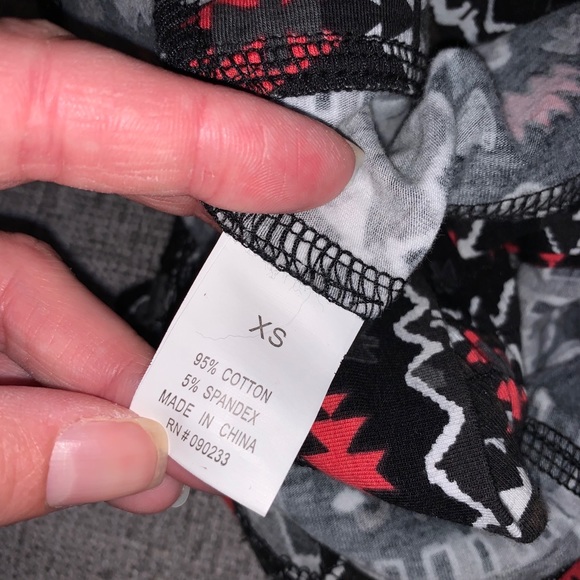 XS
95% COTTON
5% SPANDEX
MADE IN CHINA
RN # 090233